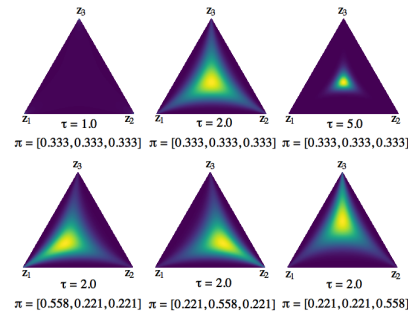 z₃ z₃ z₃
z₁ z₂ z₁ z₂ z₁ z₂
τ = 1.0 τ = 2.0 τ = 5.0
π = [0.333, 0.333, 0.333] π = [0.333, 0.333, 0.333] π = [0.333, 0.333, 0.333]
z₃ z₃ z₃
z₁ z₂ z₁ z₂ z₁ z₂
τ = 2.0 τ = 2.0 τ = 2.0
π = [0.558, 0.221, 0.221] π = [0.221, 0.558, 0.221] π = [0.221, 0.221, 0.558]